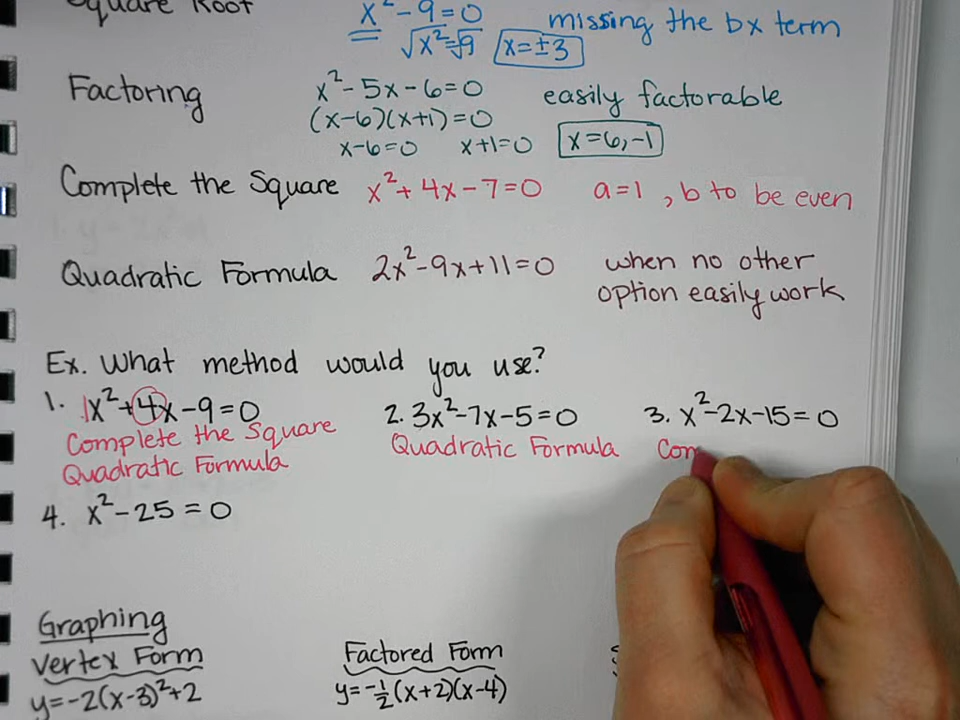 Square Root
x² - 9 = 0 missing the bx term
√x² = √9 x = ±3
Factoring x² - 5x - 6 = 0 easily factorable
(x-6)(x+1) = 0
x-6=0 x+1=0 x=6,-1
Complete the Square x² + 4x - 7 = 0 a=1, b to be even
Quadratic Formula 2x² - 9x + 11 = 0 when no other
option easily work
Ex. What method would you use?
1. 1x² + 4x - 9 = 0 2. 3x² - 7x - 5 = 0 3. x² - 2x - 15 = 0
Complete the Square Quadratic Formula Com
Quadratic Formula
4. x² - 25 = 0
Graphing
Vertex Form Factored Form
y = -2(x-3)² + 2 y = -1/2(x+2)(x-4)